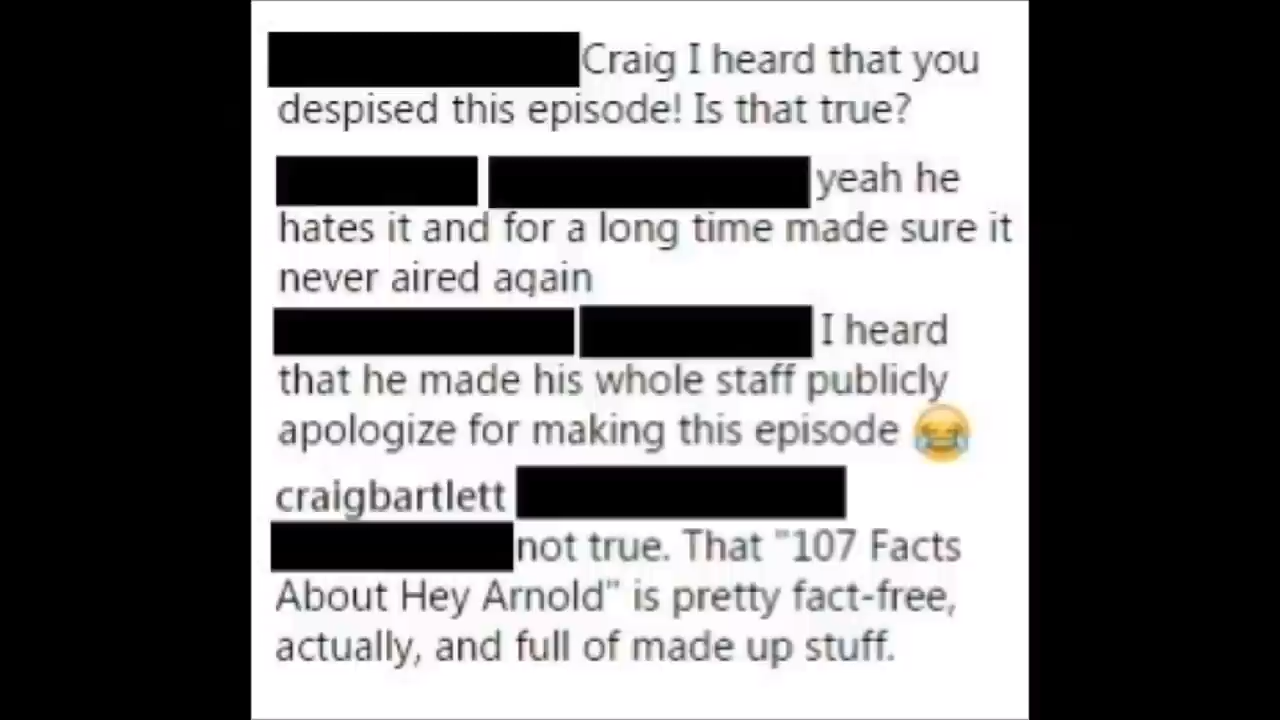 Craig I heard that you
despised this episode! Is that true?
yeah he
hates it and for a long time made sure it
never aired again
I heard
that he made his whole staff publicly
apologize for making this episode 😂
craigbartlett
not true. That "107 Facts
About Hey Arnold" is pretty fact-free,
actually, and full of made up stuff.